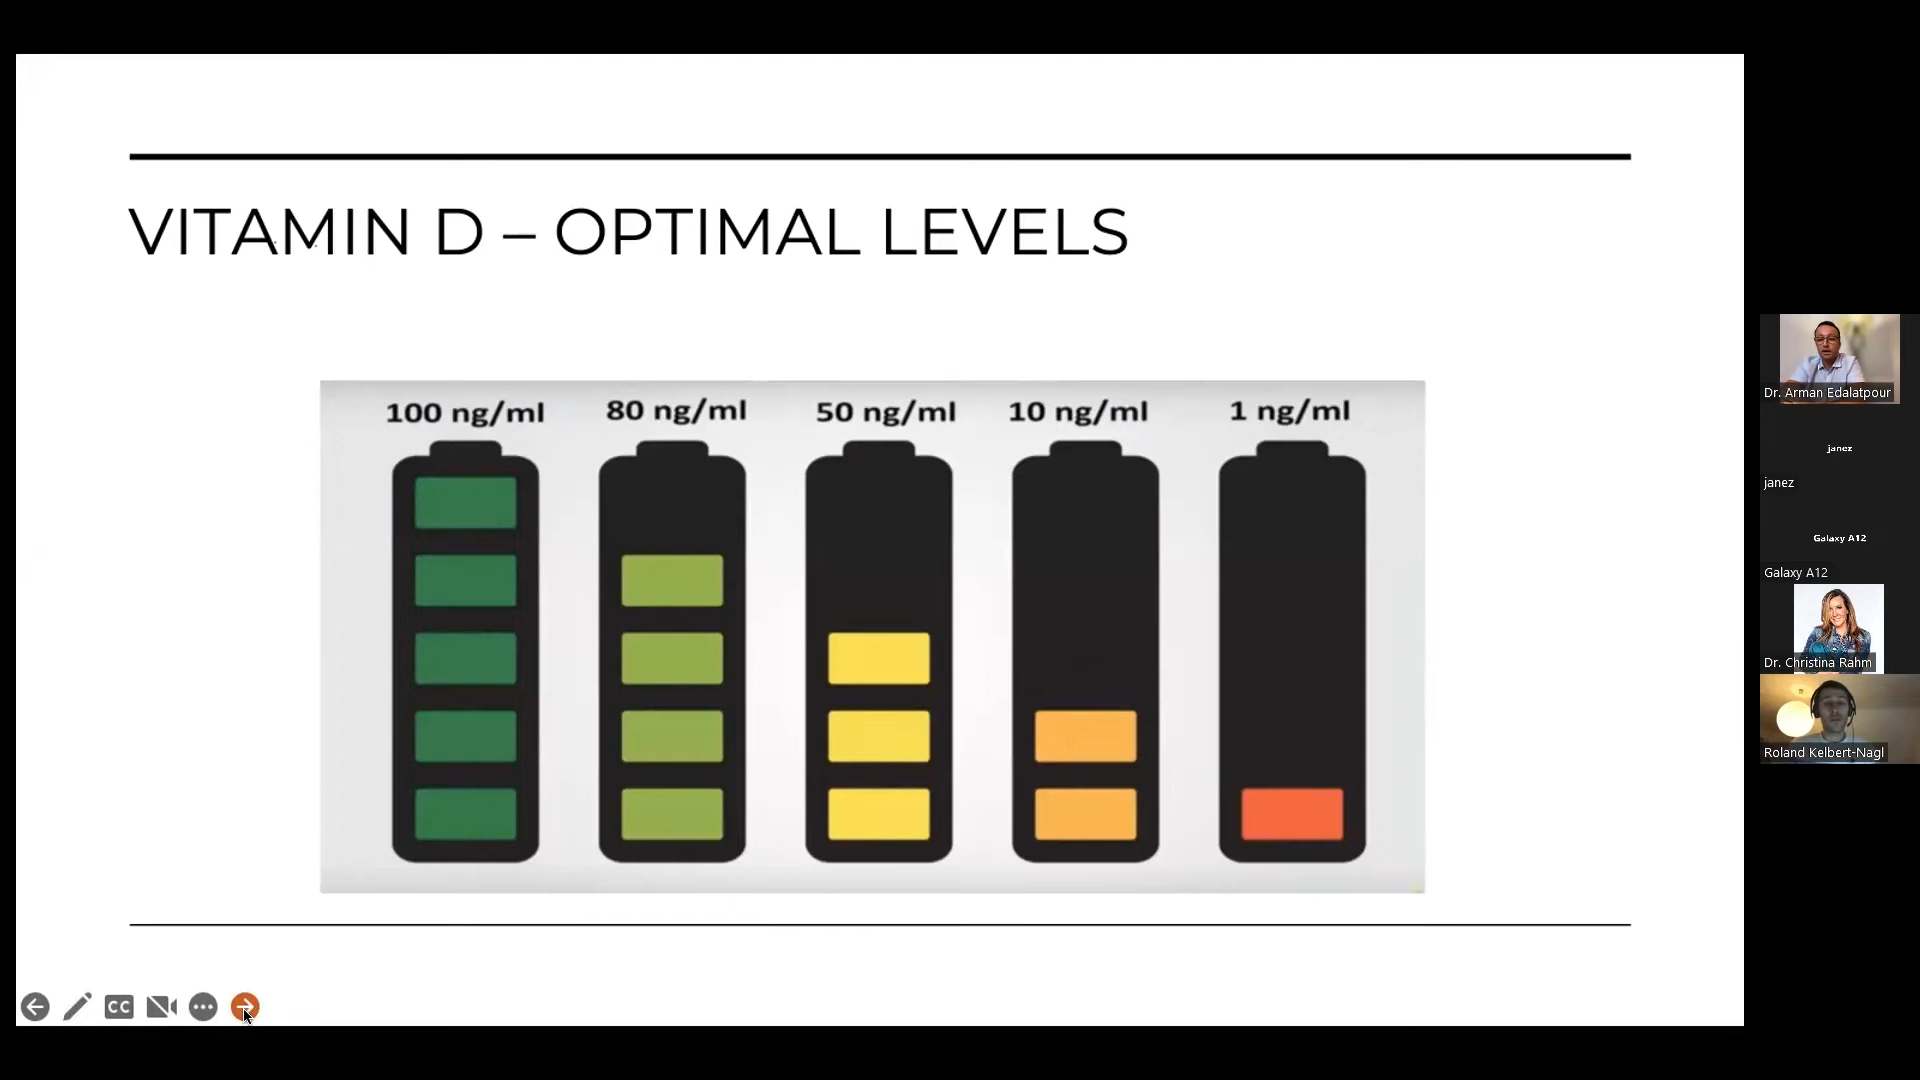 VITAMIN D – OPTIMAL LEVELS
100 ng/ml 80 ng/ml 50 ng/ml 10 ng/ml 1 ng/ml
CC
Dr. Arman Edalatpour
janez
janez
Galaxy A12
Galaxy A12
Dr. Christina Rahm
Roland Kelbert-Nagl